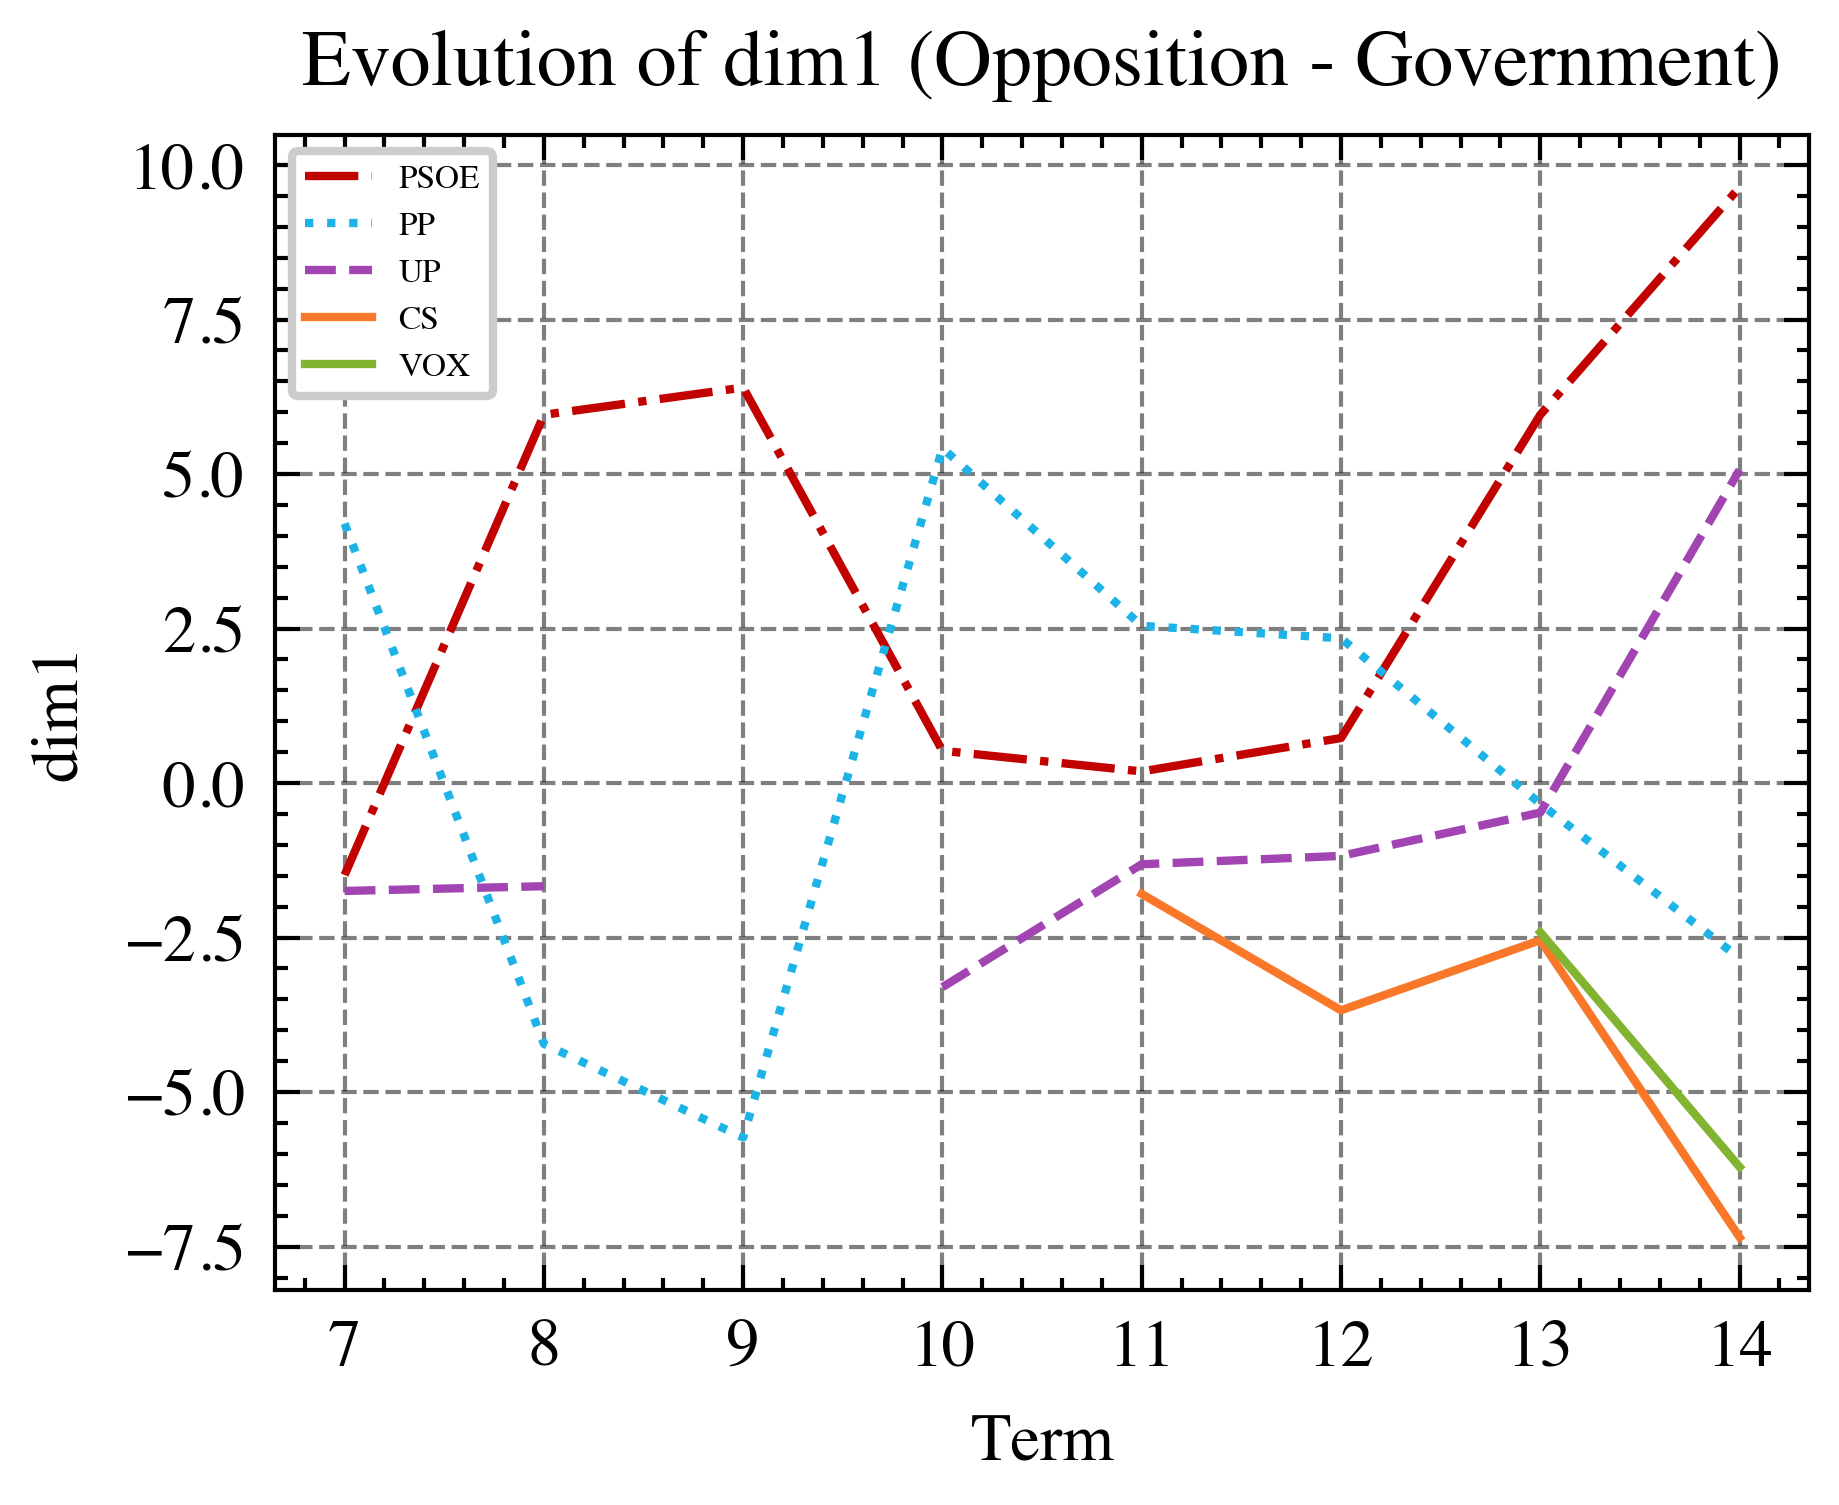 Evolution of dim1 (Opposition - Government)
10.0
7.5
5.0
2.5
0.0
−2.5
−5.0
−7.5
dim1
PSOE
PP
UP
CS
VOX
7 8 9 10 11 12 13 14
Term